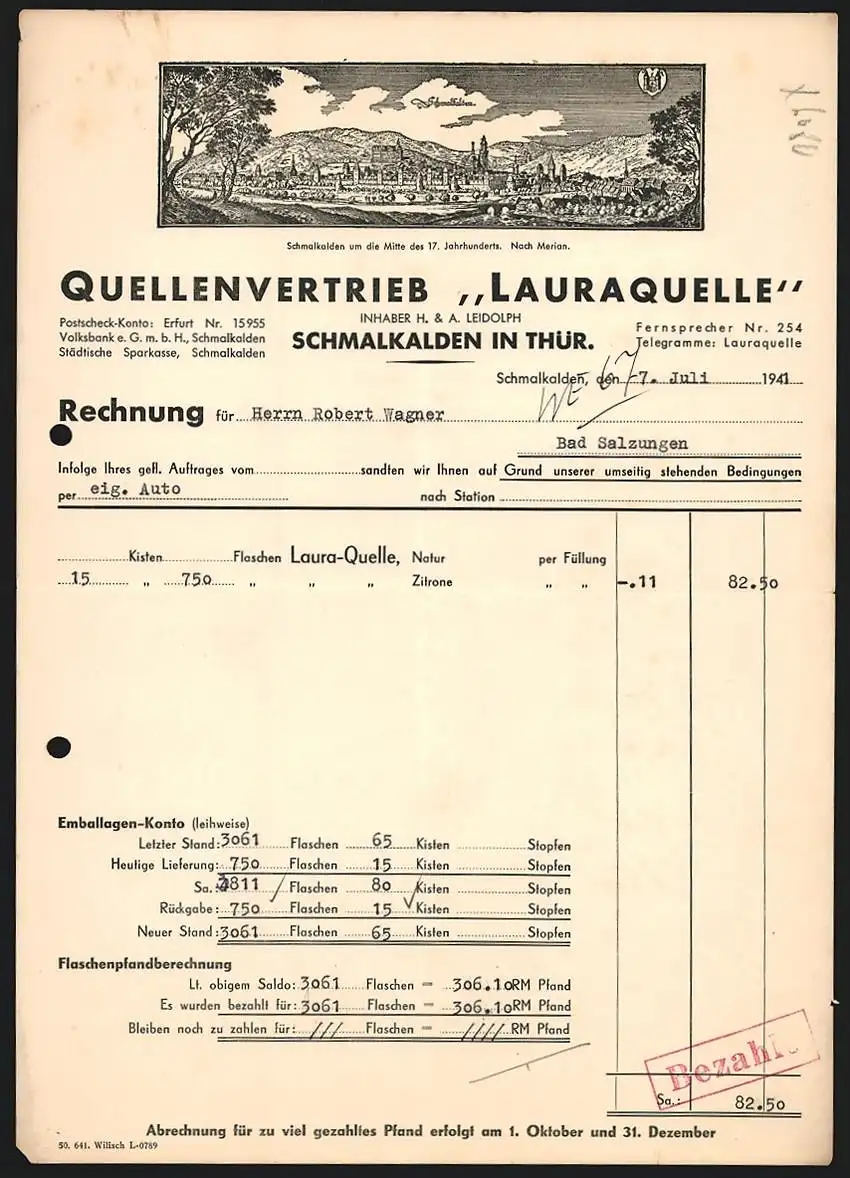 Schmalkalden.
Schmalkalden um die Mitte des 17. Jahrhunderts. Nach Merian.
QUELLENVERTRIEB „LAURAQUELLE"
INHABER H. & A. LEIDOLPH
SCHMALKALDEN IN THÜR.
Postscheck-Konto: Erfurt Nr. 15955
Volksbank e. G. m. b. H., Schmalkalden
Städtische Sparkasse, Schmalkalden
Fernsprecher Nr. 254
Telegramme: Lauraquelle
Schmalkalden, den -7. Juli 1941
WE 67
Rechnung für Herrn Robert Wagner
Bad Salzungen
Infolge Ihres gefl. Auftrages vom sandten wir Ihnen auf Grund unserer umseitig stehenden Bedingungen
per eig. Auto nach Station
Kisten Flaschen Laura-Quelle, Natur per Füllung
15 „ 750 „ „ „ Zitrone „ „ -.11 82.50
Emballagen-Konto (leihweise)
Letzter Stand: 3061 Flaschen 65 Kisten Stopfen
Heutige Lieferung: 750 Flaschen 15 Kisten Stopfen
Sa.: 3811 Flaschen 80 Kisten Stopfen
Rückgabe: 750 Flaschen 15 Kisten Stopfen
Neuer Stand: 3061 Flaschen 65 Kisten Stopfen
Flaschenpfandberechnung
Lt. obigem Saldo: 3061 Flaschen = 306.10 RM Pfand
Es wurden bezahlt für: 3061 Flaschen = 306.10 RM Pfand
Bleiben noch zu zahlen für: /// Flaschen = //// RM Pfand
Bezahlt
Sa.: 82.50
Abrechnung für zu viel gezahltes Pfand erfolgt am 1. Oktober und 31. Dezember
50. 641. Willsch L-0789